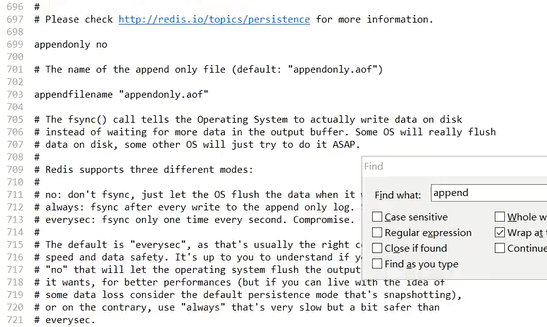 696 #
697 # Please check http://redis.io/topics/persistence for more information.
698
699 appendonly no
700
701 # The name of the append only file (default: "appendonly.aof")
702
703 appendfilename "appendonly.aof"
704
705 # The fsync() call tells the Operating System to actually write data on disk
706 # instead of waiting for more data in the output buffer. Some OS will really flush
707 # data on disk, some other OS will just try to do it ASAP.
708 #
709 # Redis supports three different modes:
710 #
711 # no: don't fsync, just let the OS flush the data when it
712 # always: fsync after every write to the append only log.
713 # everysec: fsync only one time every second. Compromise.
714 #
715 # The default is "everysec", as that's usually the right
716 # speed and data safety. It's up to you to understand if
717 # "no" that will let the operating system flush the output
718 # it wants, for better performances (but if you can live with the idea of
719 # some data loss consider the default persistence mode that's snapshotting),
720 # or on the contrary, use "always" that's very slow but a bit safer than
721 # everysec.
Find
Find what: append
Case sensitive
Whole
Regular expression
Wrap at
Close if found
Continue
Find as you type